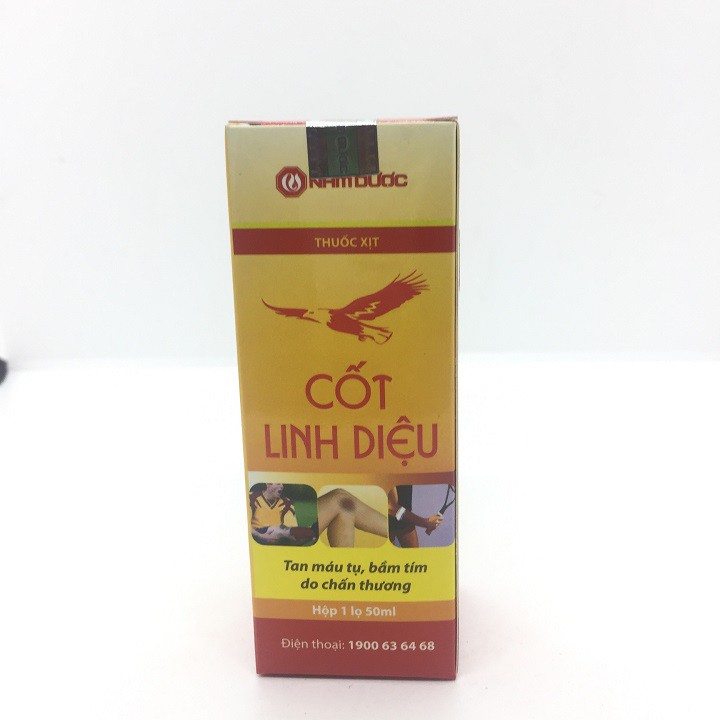 NAM DƯỢC
THUỐC XỊT
CỐT
LINH DIỆU
Tan máu tụ, bầm tím
do chấn thương
Hộp 1 lọ 50ml
Điện thoại: 1900 63 64 68